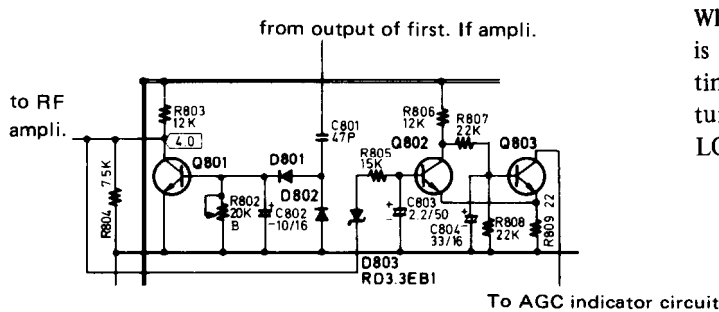 from output of first. If ampli.
Wh
is
tin
tur
LO
to RF
ampli.
R803
12K
4.0
Q801
D801
C801
47P
R806
12K
R807
22K
Q802
Q803
R805
15K
7.5K
R804
R802
20K
B
C802
10/16
D802
C803
2.2/50
C804
33/16
R808
22K
R809 22
D803
RD3.3EB1
To AGC indicator circuit